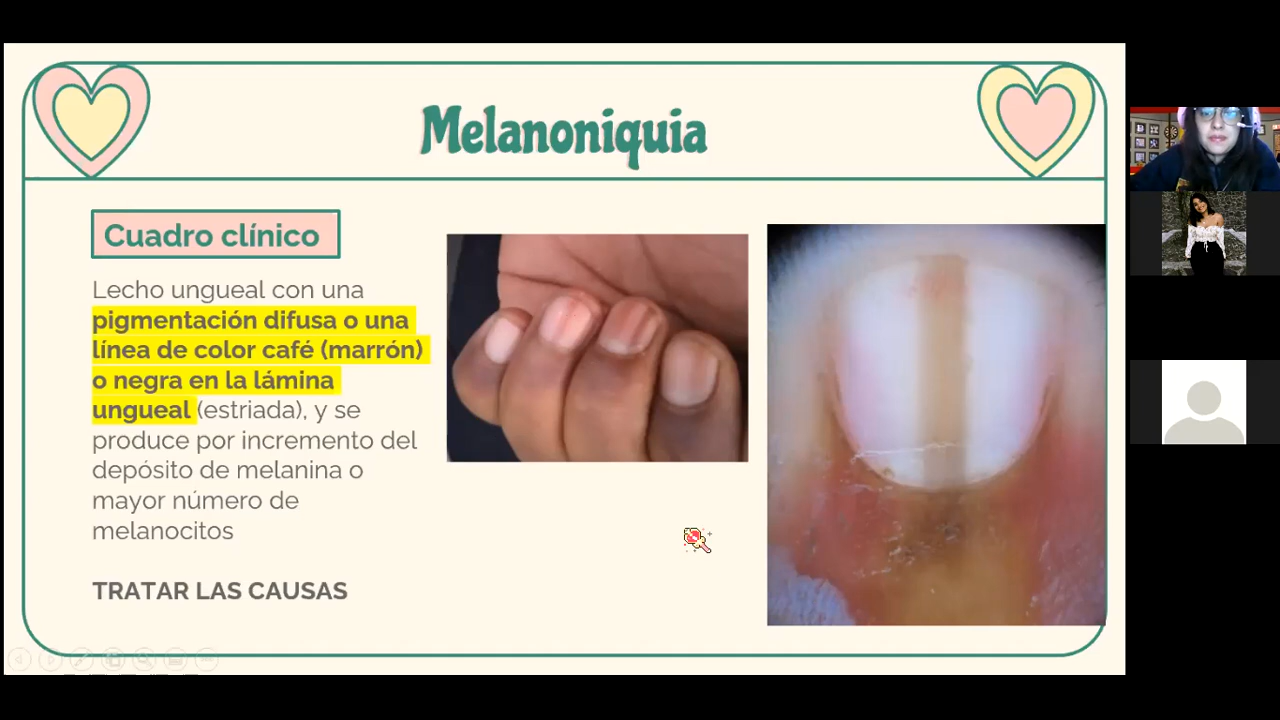 Melanoniquia
Cuadro clínico
Lecho ungueal con una
pigmentación difusa o una
línea de color café (marrón)
o negra en la lámina
ungueal (estriada), y se
produce por incremento del
depósito de melanina o
mayor número de
melanocitos
TRATAR LAS CAUSAS